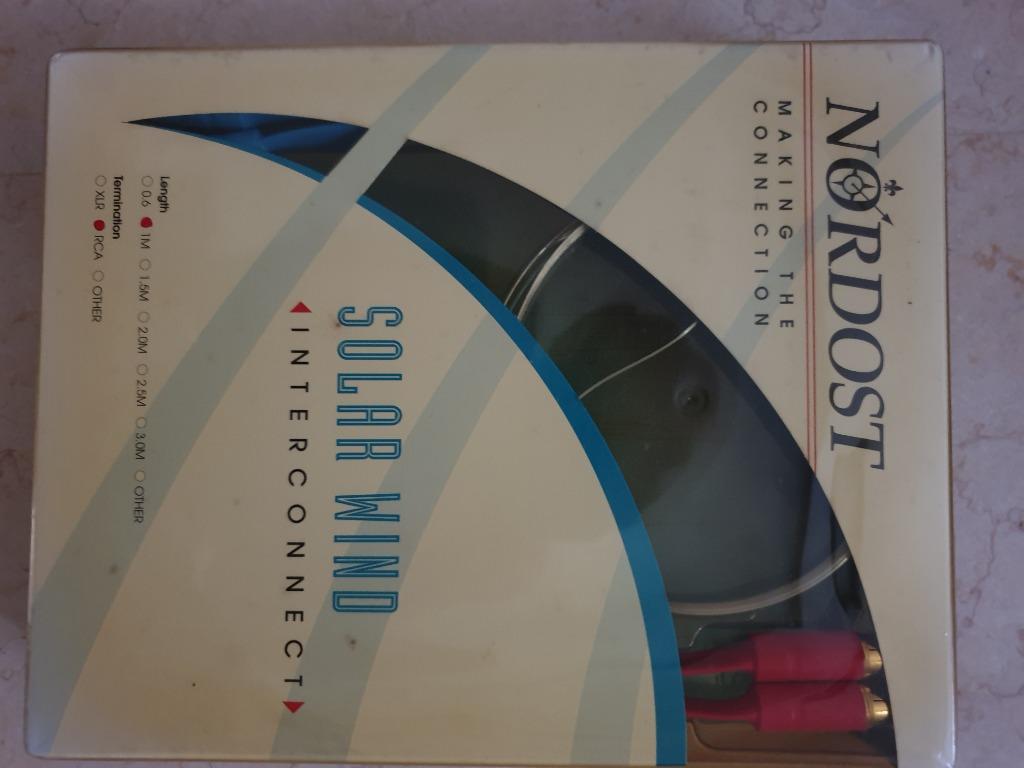 NORDOST
MAKING THE
CONNECTION
SOLAR WIND
INTERCONNECT
Length
0.6 1M 1.5M 2.0M 2.5M 3.0M OTHER
Termination
XLR RCA OTHER